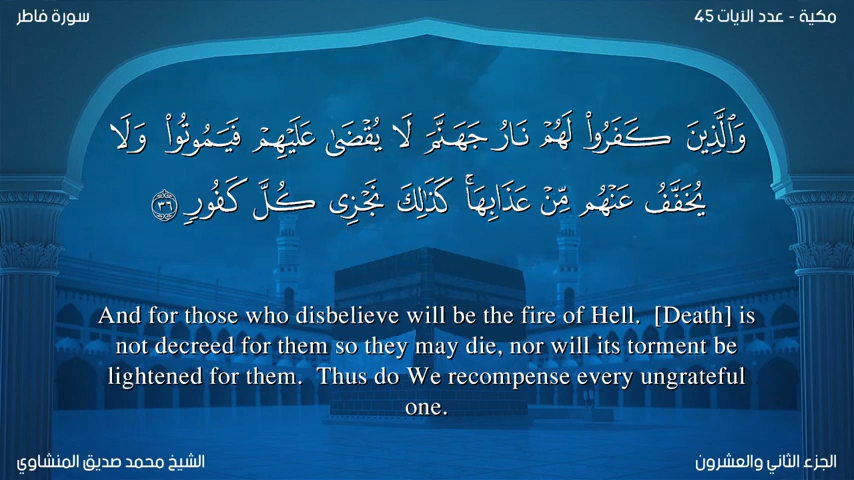 مكية - عدد الآيات 45
سورة فاطر
وَٱلَّذِينَ كَفَرُوا۟ لَهُمْ نَارُ جَهَنَّمَ لَا يُقْضَىٰ عَلَيْهِمْ فَيَمُوتُوا۟ وَلَا
يُخَفَّفُ عَنْهُم مِّنْ عَذَابِهَا ۚ كَذَٰلِكَ نَجْزِى كُلَّ كَفُورٍ ٣٦
And for those who disbelieve will be the fire of Hell. [Death] is
not decreed for them so they may die, nor will its torment be
lightened for them. Thus do We recompense every ungrateful
one.
الجزء الثاني والعشرون
الشيخ محمد صديق المنشاوي